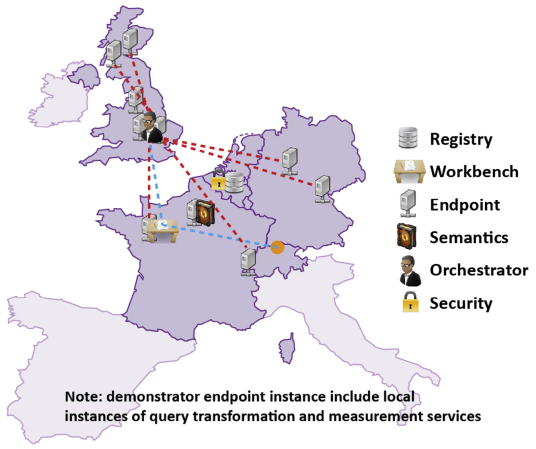 Registry
Workbench
Endpoint
Semantics
Orchestrator
Security
Note: demonstrator endpoint instance include local
instances of query transformation and measurement services